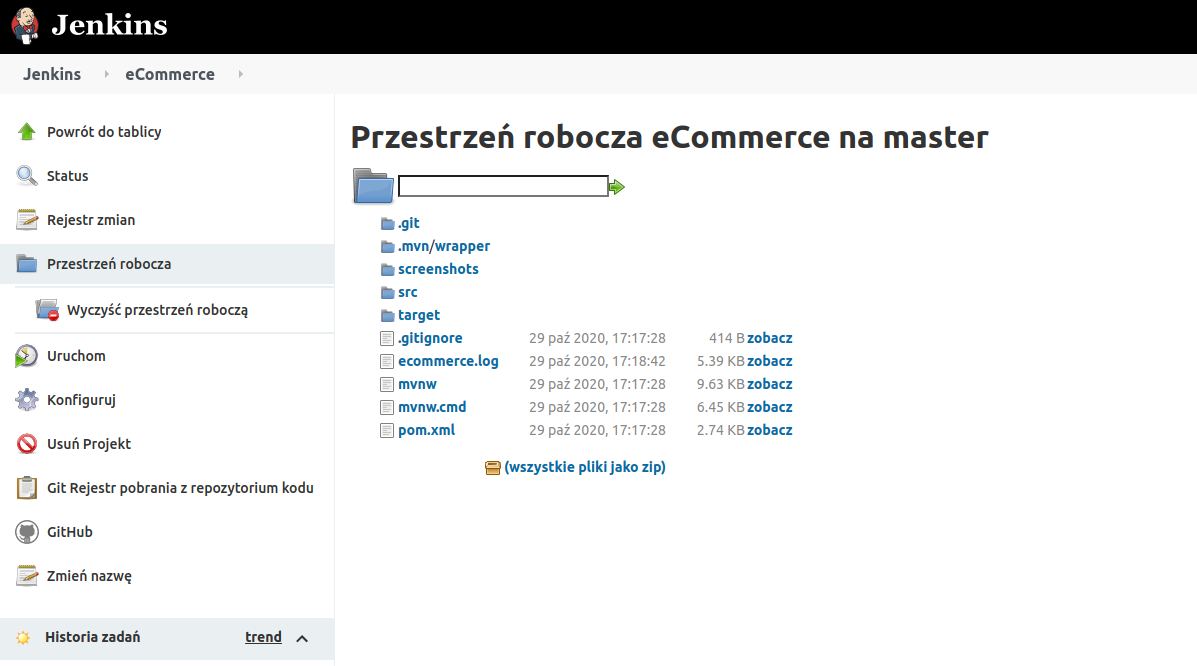 Jenkins
Jenkins eCommerce
Powrót do tablicy
Status
Rejestr zmian
Przestrzeń robocza
Wyczyść przestrzeń roboczą
Uruchom
Konfiguruj
Usuń Projekt
Git Rejestr pobrania z repozytorium kodu
GitHub
Zmień nazwę
Historia zadań trend
Przestrzeń robocza eCommerce na master
.git
.mvn/wrapper
screenshots
src
target
.gitignore 29 paź 2020, 17:17:28 414 B zobacz
ecommerce.log 29 paź 2020, 17:18:42 5.39 KB zobacz
mvnw 29 paź 2020, 17:17:28 9.63 KB zobacz
mvnw.cmd 29 paź 2020, 17:17:28 6.45 KB zobacz
pom.xml 29 paź 2020, 17:17:28 2.74 KB zobacz
(wszystkie pliki jako zip)